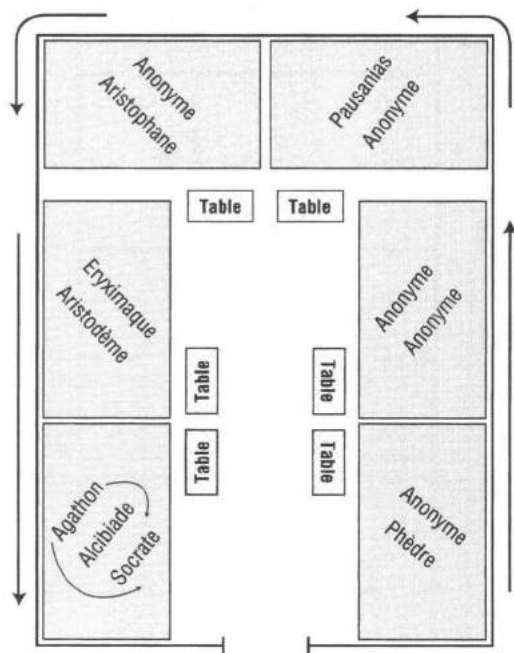 Anonyme
Aristophane
Pausanias
Anonyme
Table
Table
Eryximaque
Aristodème
Anonyme
Anonyme
Table
Table
Table
Table
Agathon
Alcibiade
Socrate
Anonyme
Phèdre